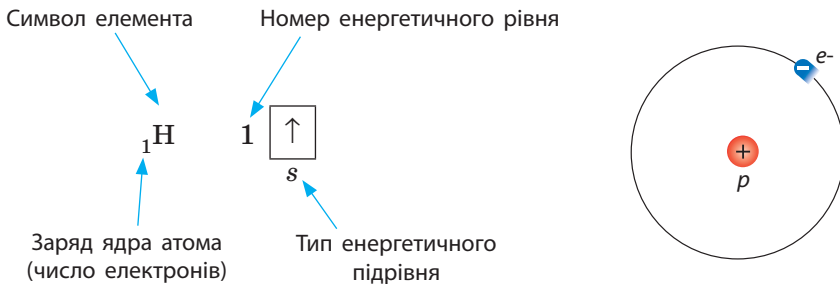 Символ елемента
Номер енергетичного рівня
e-
₁H 1 ↑
s
+
p
Заряд ядра атома
(число електронів)
Тип енергетичного
підрівня